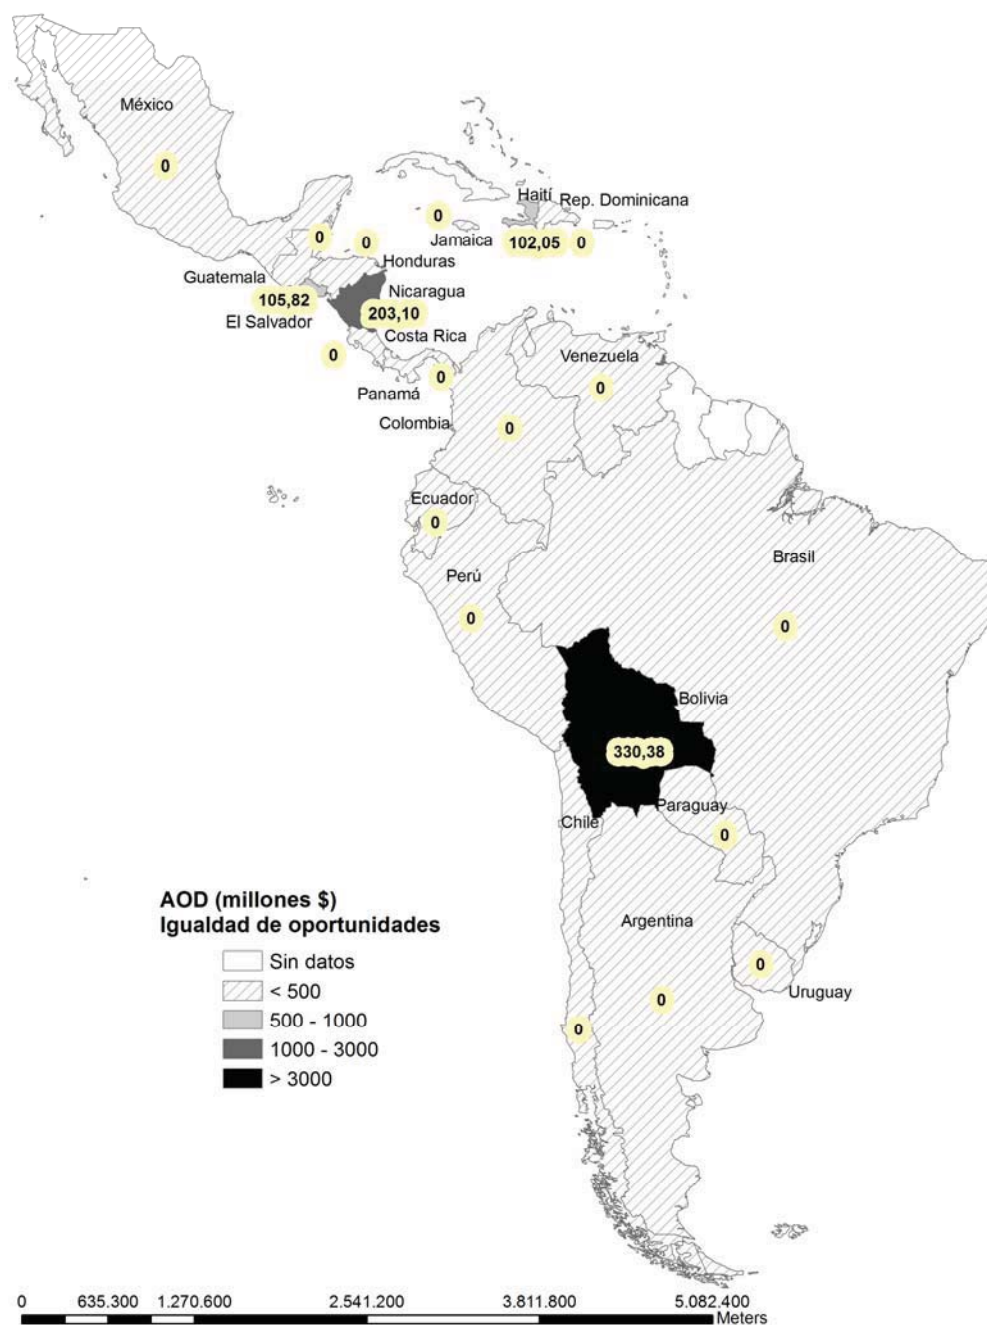 México
0
Haití
Rep. Dominicana
0
Jamaica
102,05
0
0
0
Honduras
Guatemala
Nicaragua
105,82
203,10
El Salvador
Costa Rica
0
Venezuela
0
Panamá
0
Colombia
0
Ecuador
0
Brasil
0
Perú
0
Bolivia
330,38
Paraguay
0
Chile
0
Argentina
0
0
Uruguay
AOD (millones $)
Igualdad de oportunidades
Sin datos
< 500
500 - 1000
1000 - 3000
> 3000
0 635.300 1.270.600 2.541.200 3.811.800 5.082.400
Meters